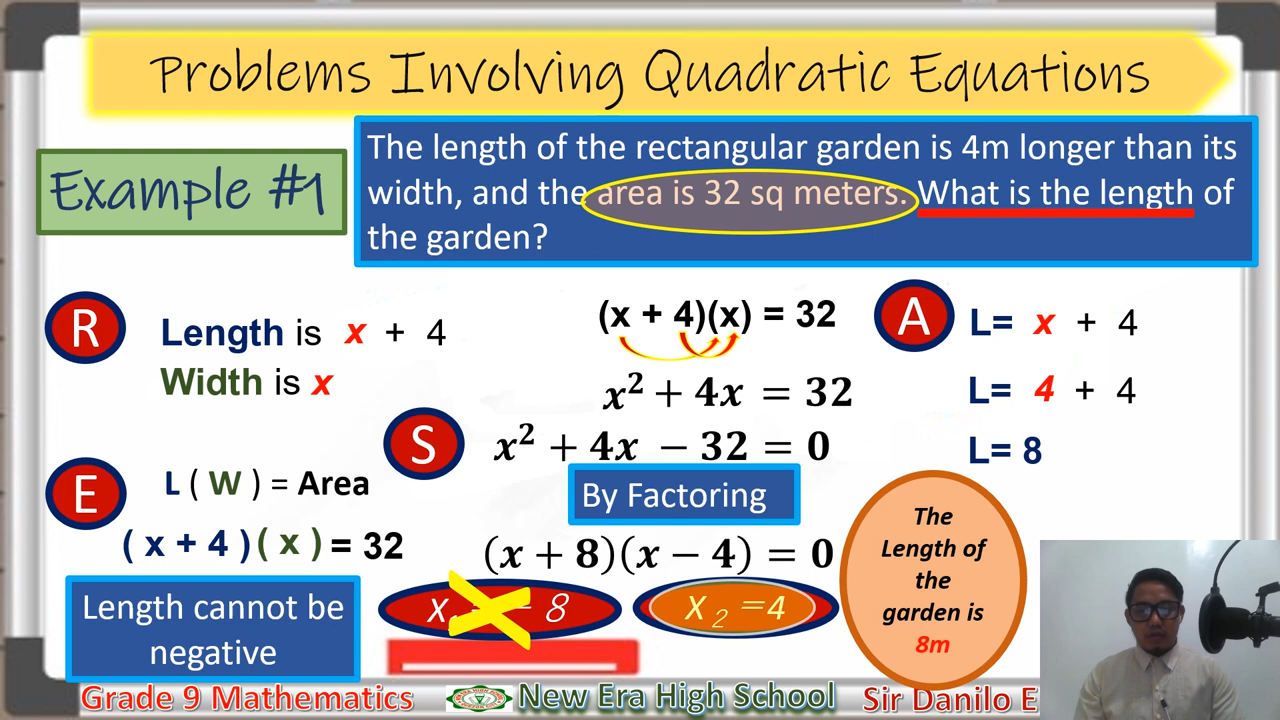 Problems Involving Quadratic Equations
Example #1
The length of the rectangular garden is 4m longer than its
width, and the area is 32 sq meters. What is the length of
the garden?
R
Length is x + 4
Width is x
E
L ( W ) = Area
( x + 4 ) ( x ) = 32
Length cannot be
negative
(x + 4)(x) = 32
x² + 4x = 32
S
x² + 4x − 32 = 0
By Factoring
(x + 8)(x − 4) = 0
x − 8
X₂ = 4
A
L= x + 4
L= 4 + 4
L= 8
The
Length of
the
garden is
8m
Grade 9 Mathematics
New Era High School
Sir Danilo E